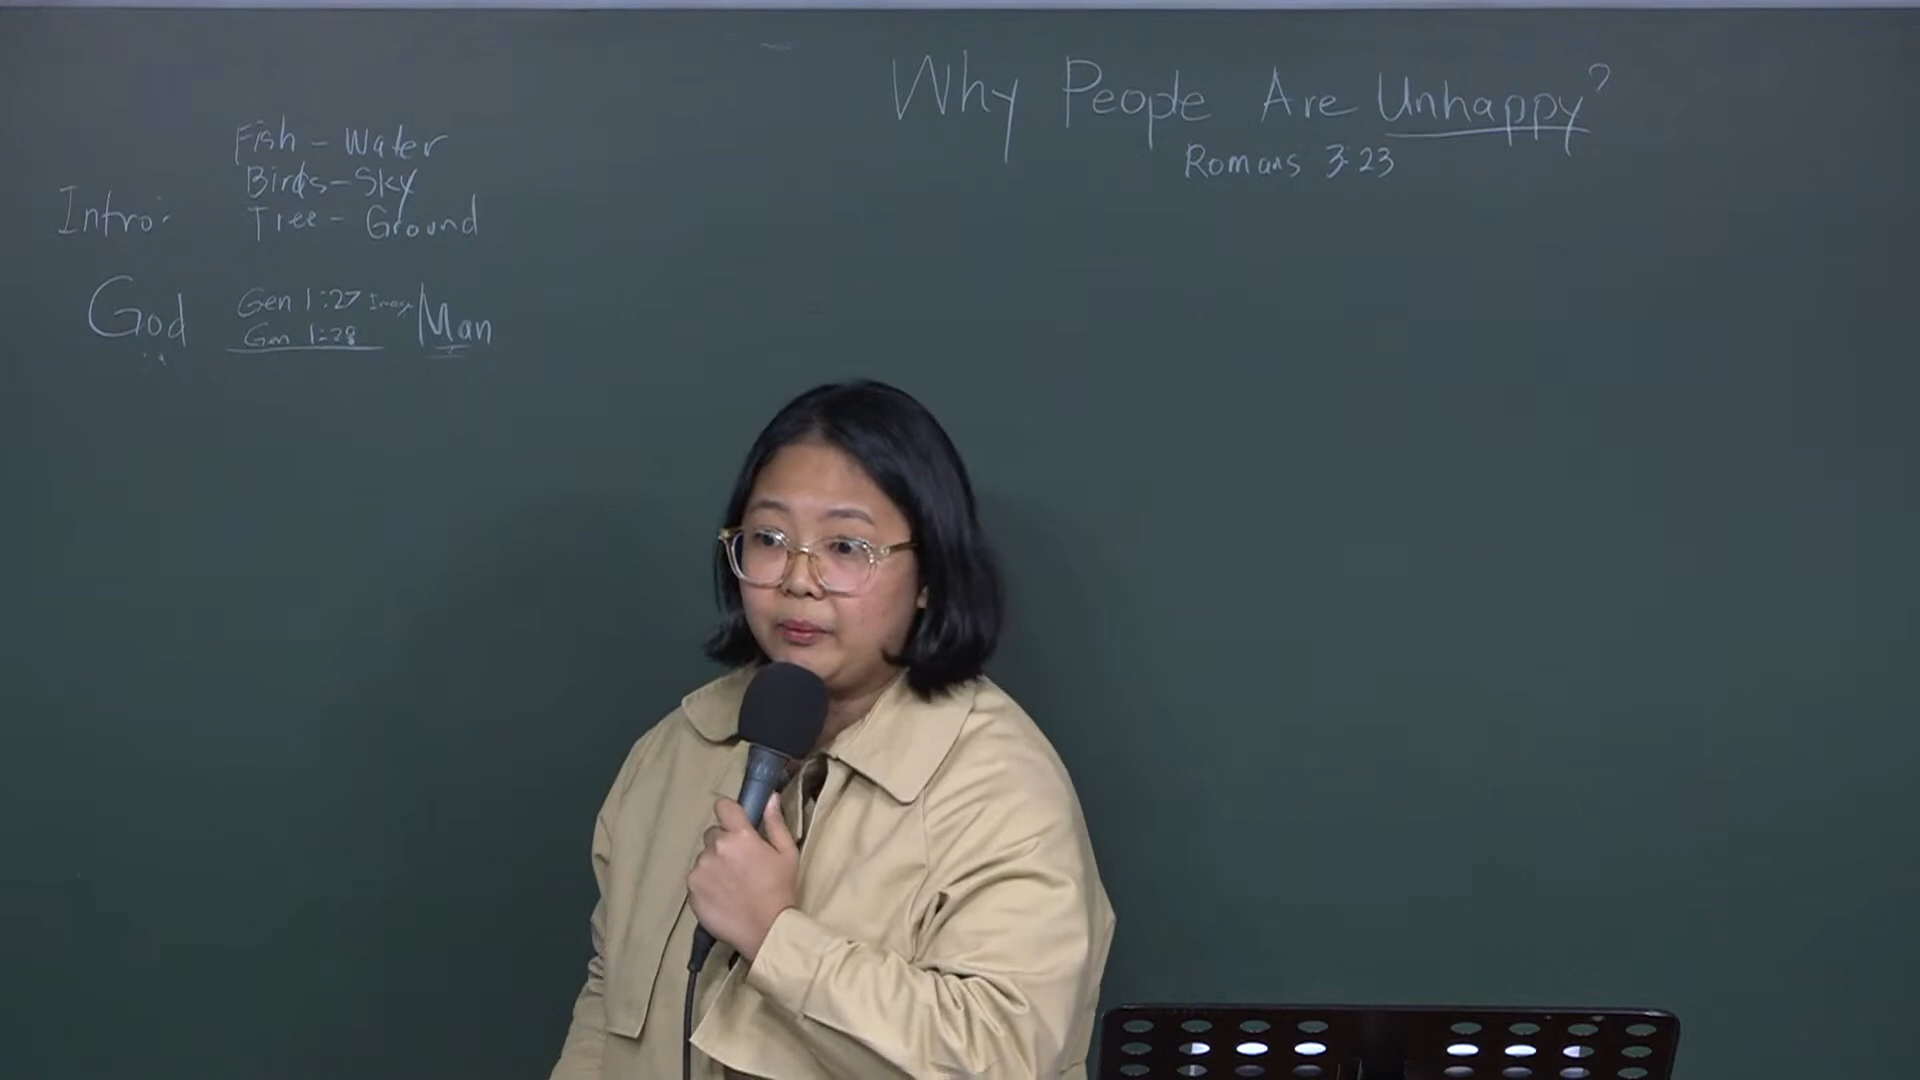 Why People Are Unhappy?
Romans 3:23
Fish - Water
Birds - Sky
Intro: Tree - Ground
God Gen 1:27 Image Man
Gen 1:28